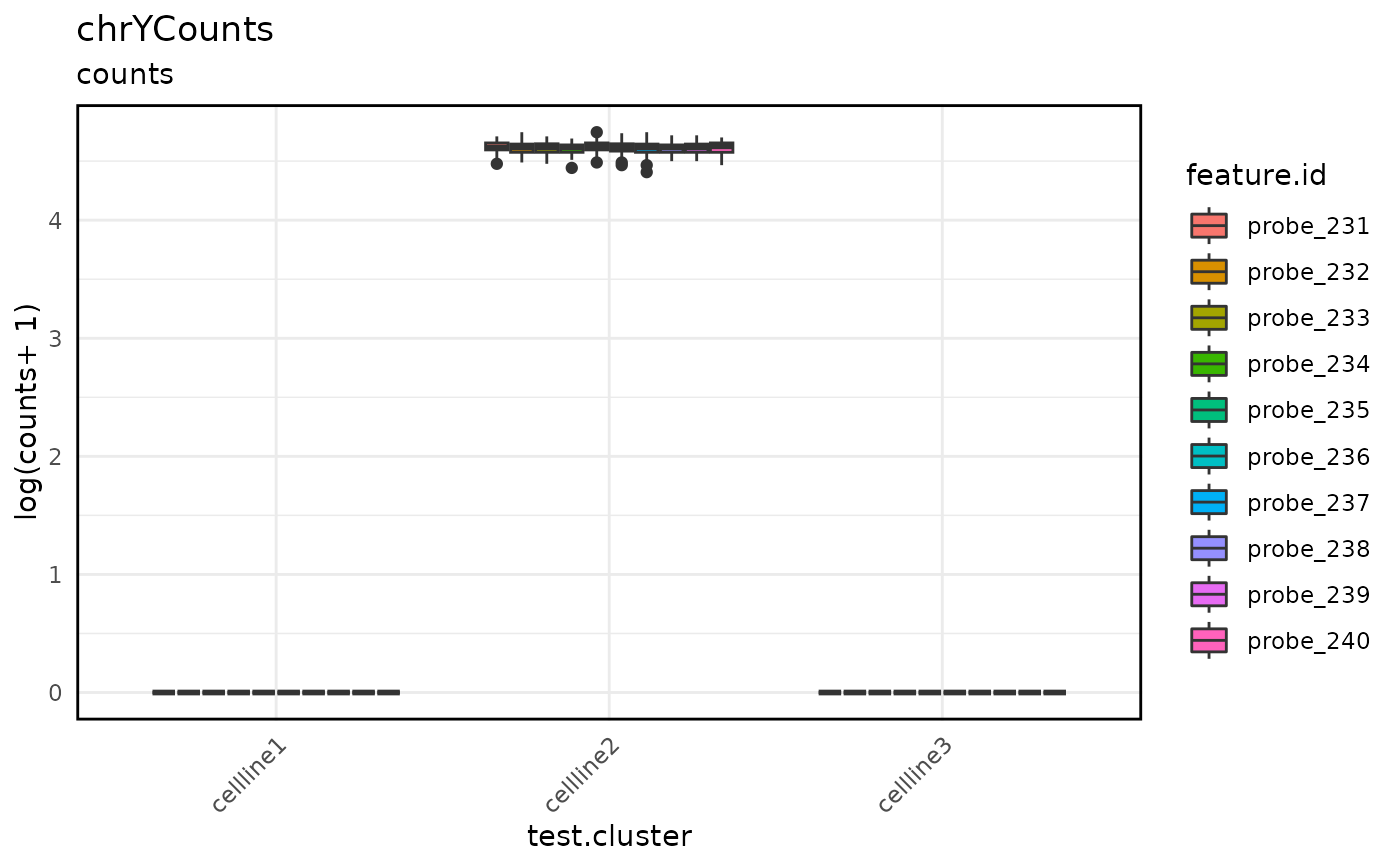 chrYCounts
counts
log(counts+ 1)
4
3
2
1
0
cellline1
cellline2
cellline3
test.cluster
feature.id
probe_231
probe_232
probe_233
probe_234
probe_235
probe_236
probe_237
probe_238
probe_239
probe_240